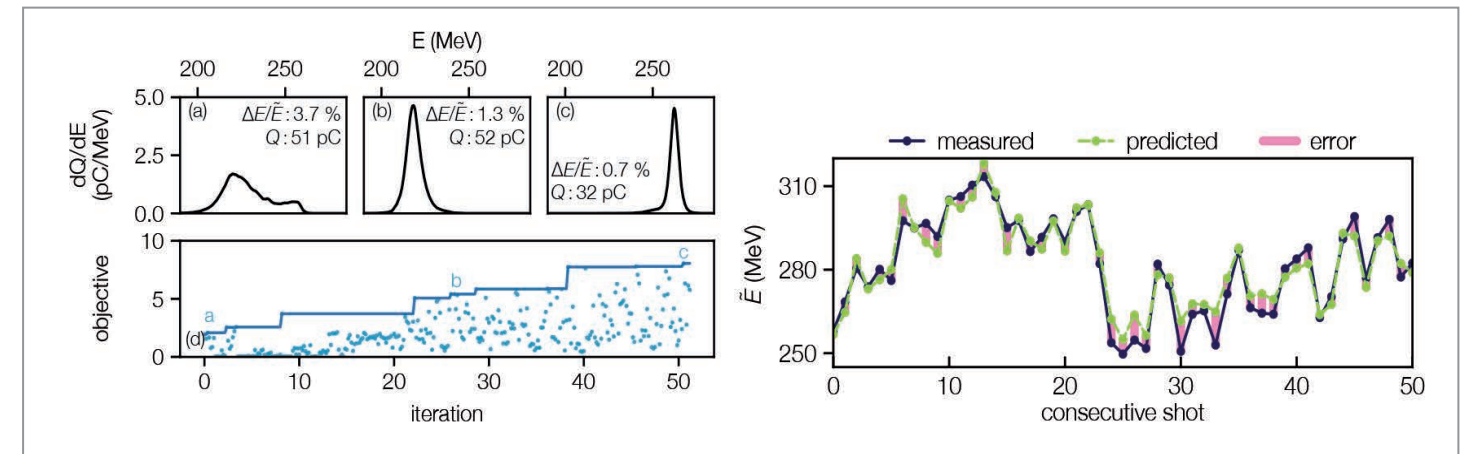 E (MeV)
200 250 200 250 200 250
5.0
2.5
0.0
dQ/dE
(pC/MeV)
(a) ΔE/Ẽ : 3.7 %
Q : 51 pC
(b) ΔE/Ẽ : 1.3 %
Q : 52 pC
(c)
ΔE/Ẽ : 0.7 %
Q : 32 pC
10
5
0
objective
a
b
c
(d)
0 10 20 30 40 50
iteration
measured predicted error
310
280
250
Ẽ (MeV)
0 10 20 30 40 50
consecutive shot